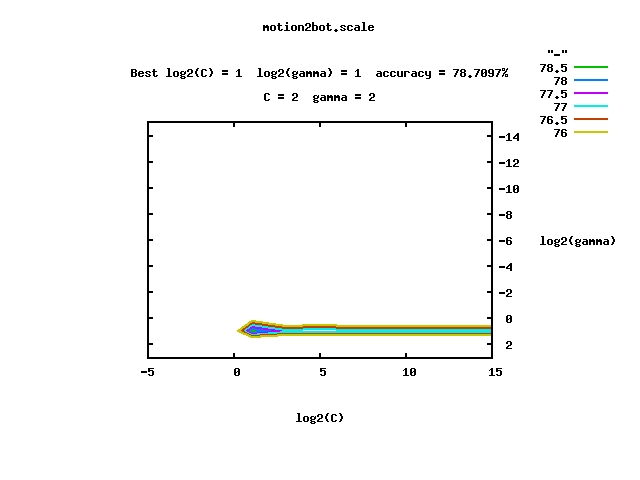 motion2bot.scale
Best log2(C) = 1  log2(gamma) = 1  accuracy = 78.7097%
C = 2  gamma = 2
"-"
78.5
78
77.5
77
76.5
76
-14
-12
-10
-8
-6
-4
-2
0
2
log2(gamma)
-5 0 5 10 15
log2(C)